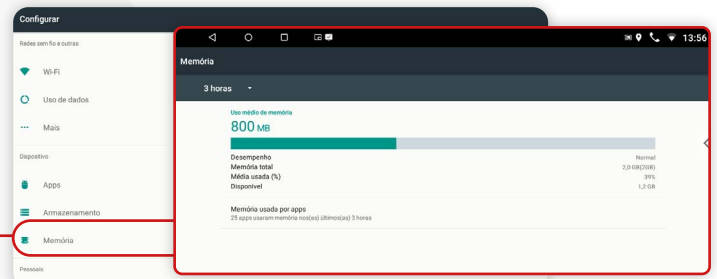 Configurar
Redes sem fio e outras
Wi-Fi
Uso de dados
Mais
Dispositivo
Apps
Armazenamento
Memória
Pessoais
13:56
Memória
3 horas
Uso médio de memória
800 MB
Desempenho Normal
Memória total 2,0 GB(2GB)
Média usada (%) 39%
Disponível 1,2 GB
Memória usada por apps
25 apps usaram memória nos(as) últimos(as) 3 horas